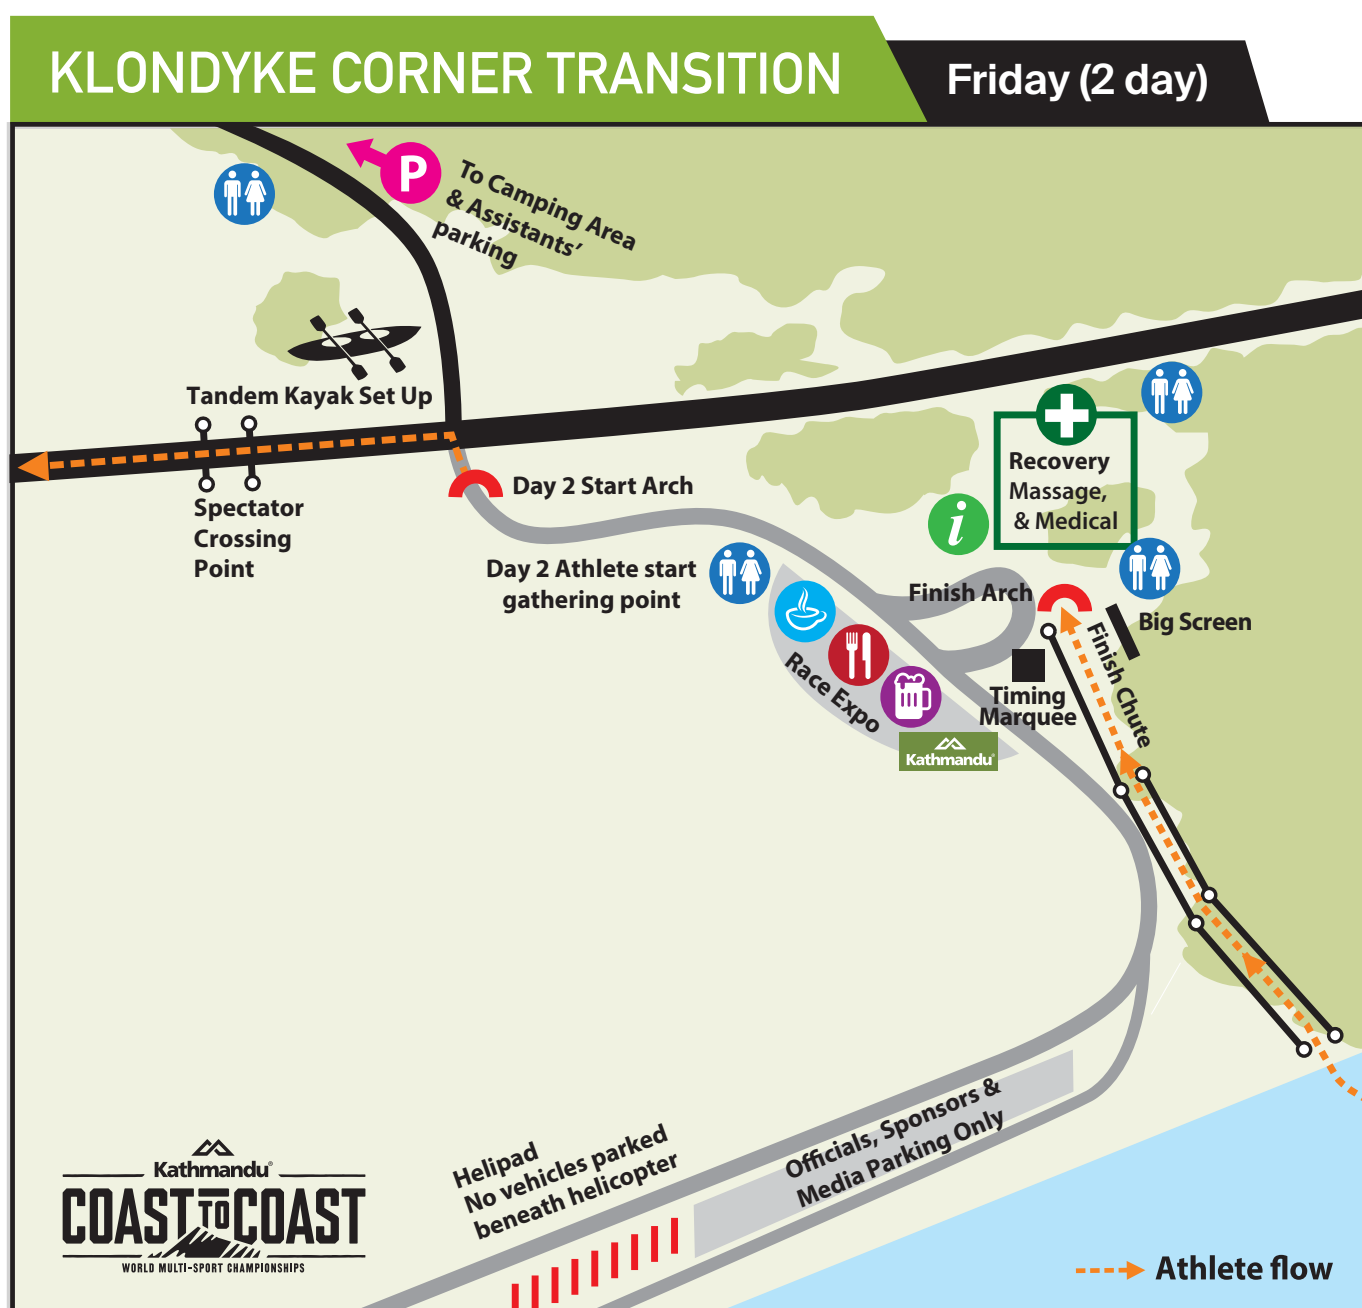 KLONDYKE CORNER TRANSITION
Friday (2 day)
P
To Camping Area
& Assistants'
parking
Tandem Kayak Set Up
Spectator
Crossing
Point
Day 2 Start Arch
Recovery
Massage,
& Medical
i
Day 2 Athlete start
gathering point
Finish Arch
Big Screen
Finish Chute
Timing
Marquee
Race Expo
Kathmandu
Officials, Sponsors &
Media Parking Only
Helipad
No vehicles parked
beneath helicopter
Kathmandu®
COAST TO COAST
WORLD MULTI-SPORT CHAMPIONSHIPS
Athlete flow